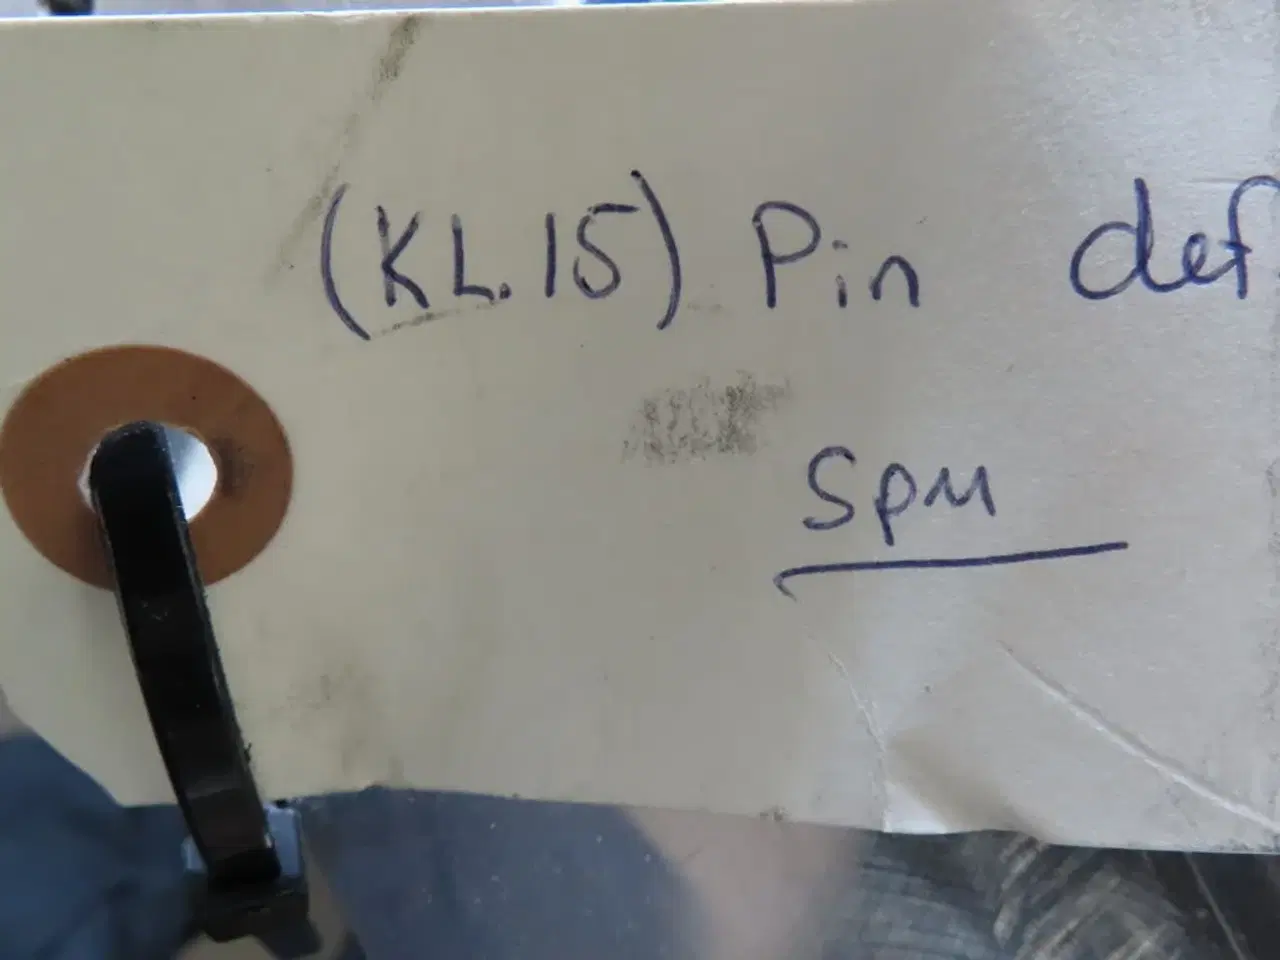 (KL.15) Pin def
SPM